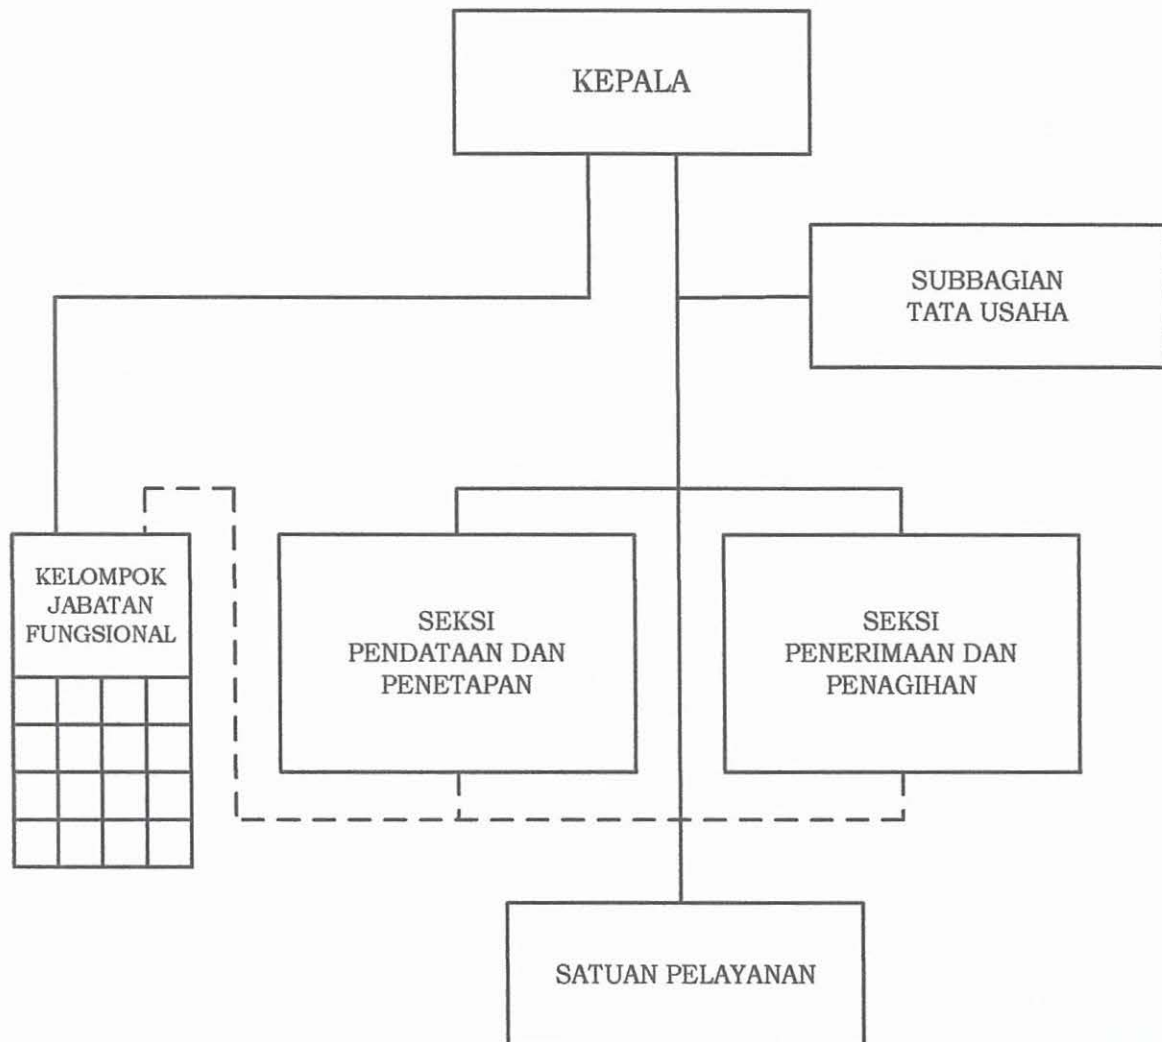 KEPALA
SUBBAGIAN
TATA USAHA
KELOMPOK
JABATAN
FUNGSIONAL
SEKSI
PENDATAAN DAN
PENETAPAN
SEKSI
PENERIMAAN DAN
PENAGIHAN
SATUAN PELAYANAN